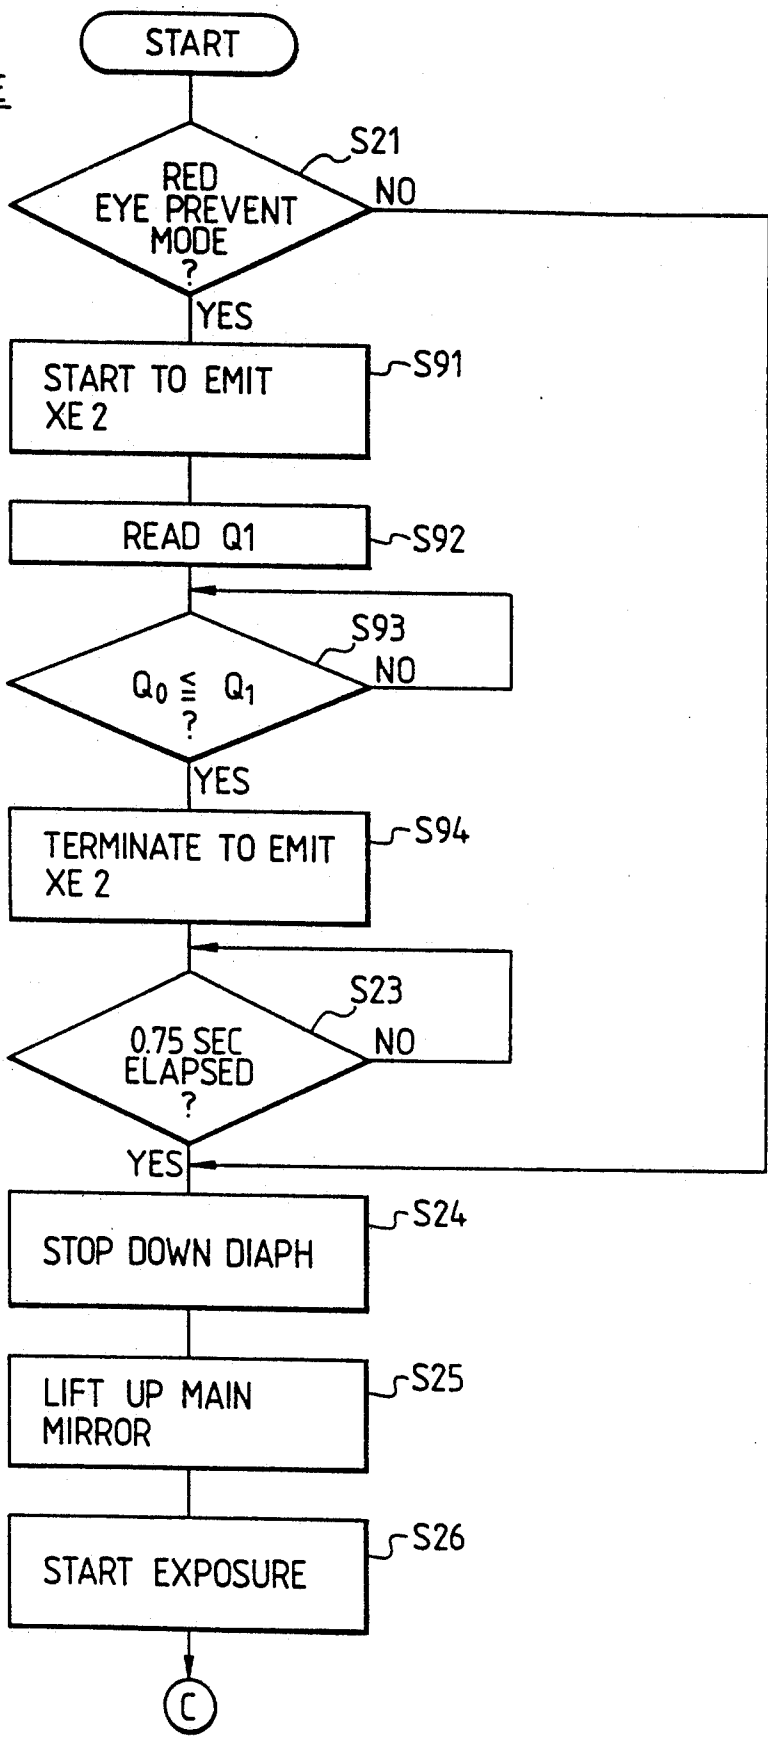 START
E
S21
RED
EYE PREVENT
MODE
?
NO
YES
START TO EMIT
XE 2
S91
READ Q1
S92
S93
Q0 ≦ Q1
?
NO
YES
TERMINATE TO EMIT
XE 2
S94
S23
0.75 SEC
ELAPSED
?
NO
YES
STOP DOWN DIAPH
S24
LIFT UP MAIN
MIRROR
S25
START EXPOSURE
S26
C